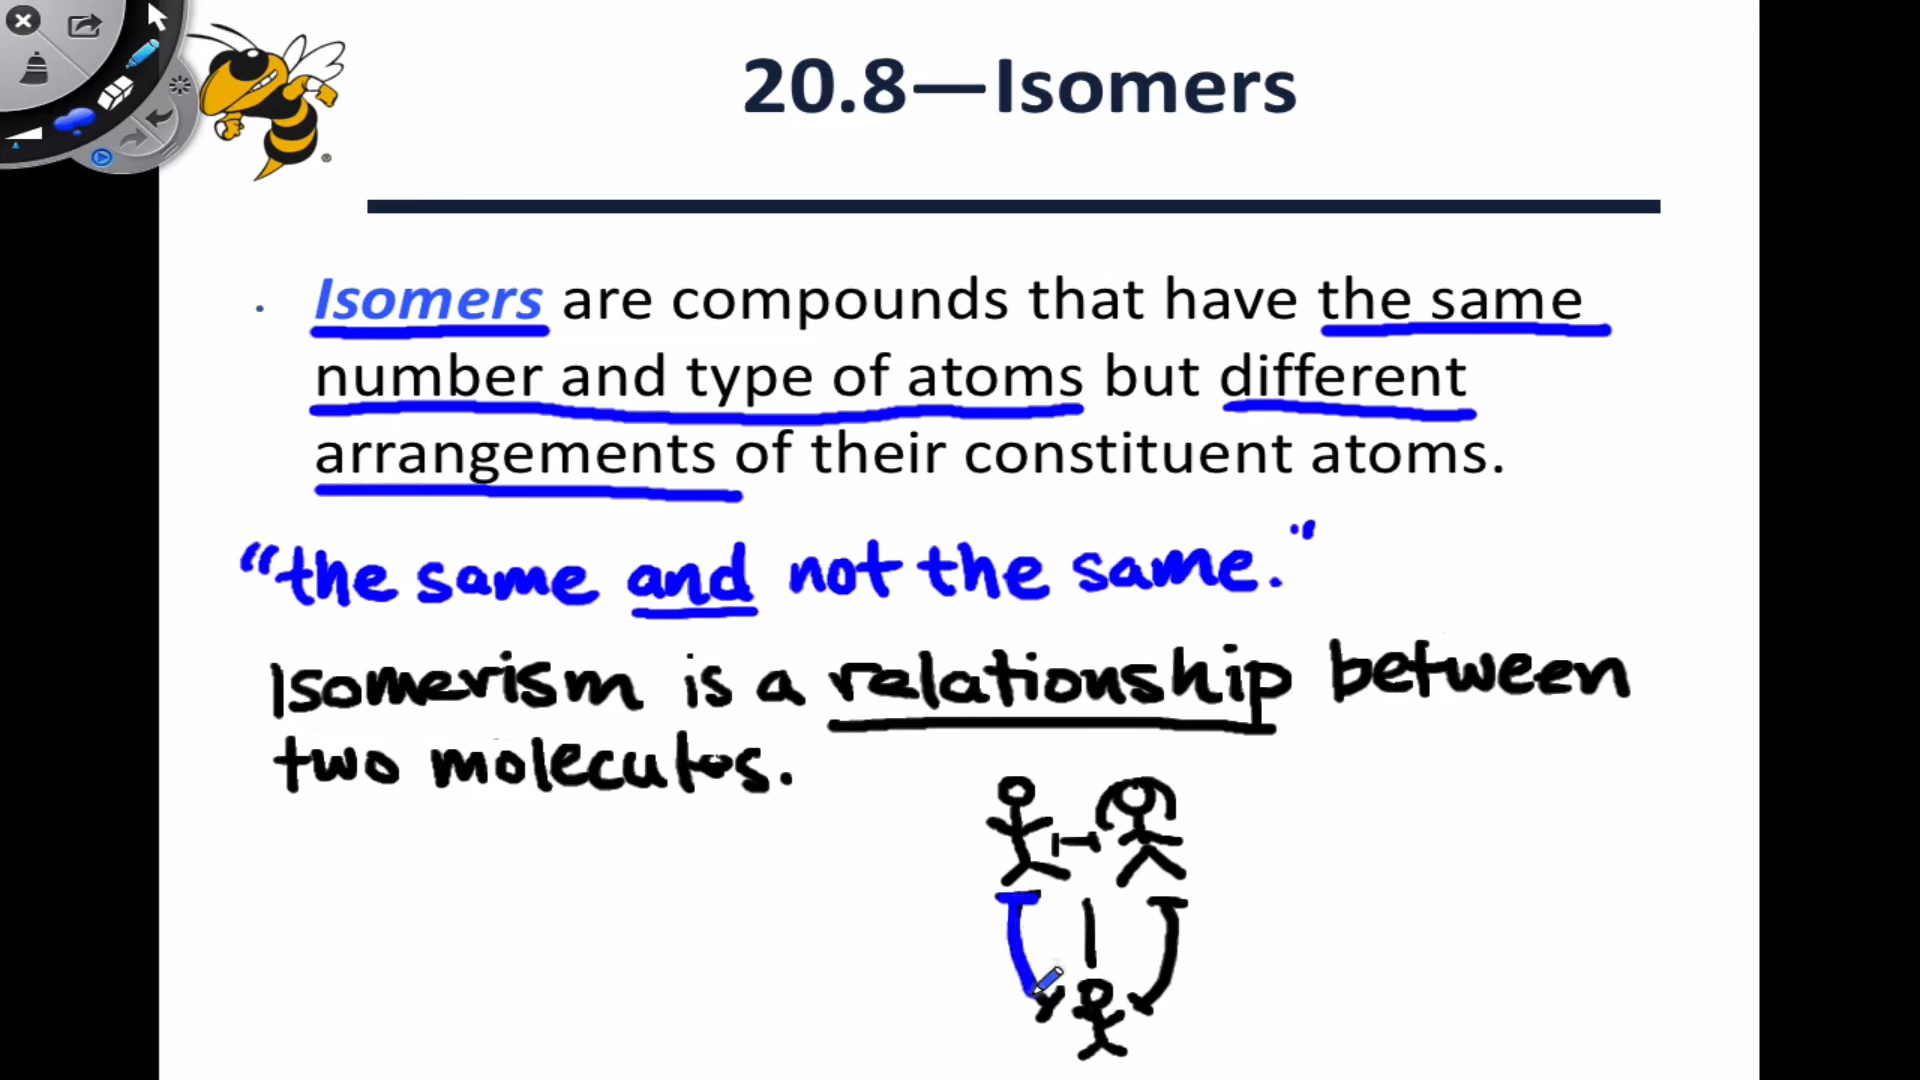 20.8—Isomers
· Isomers are compounds that have the same
number and type of atoms but different
arrangements of their constituent atoms.
"the same and not the same."
Isomerism is a relationship between
two molecules.